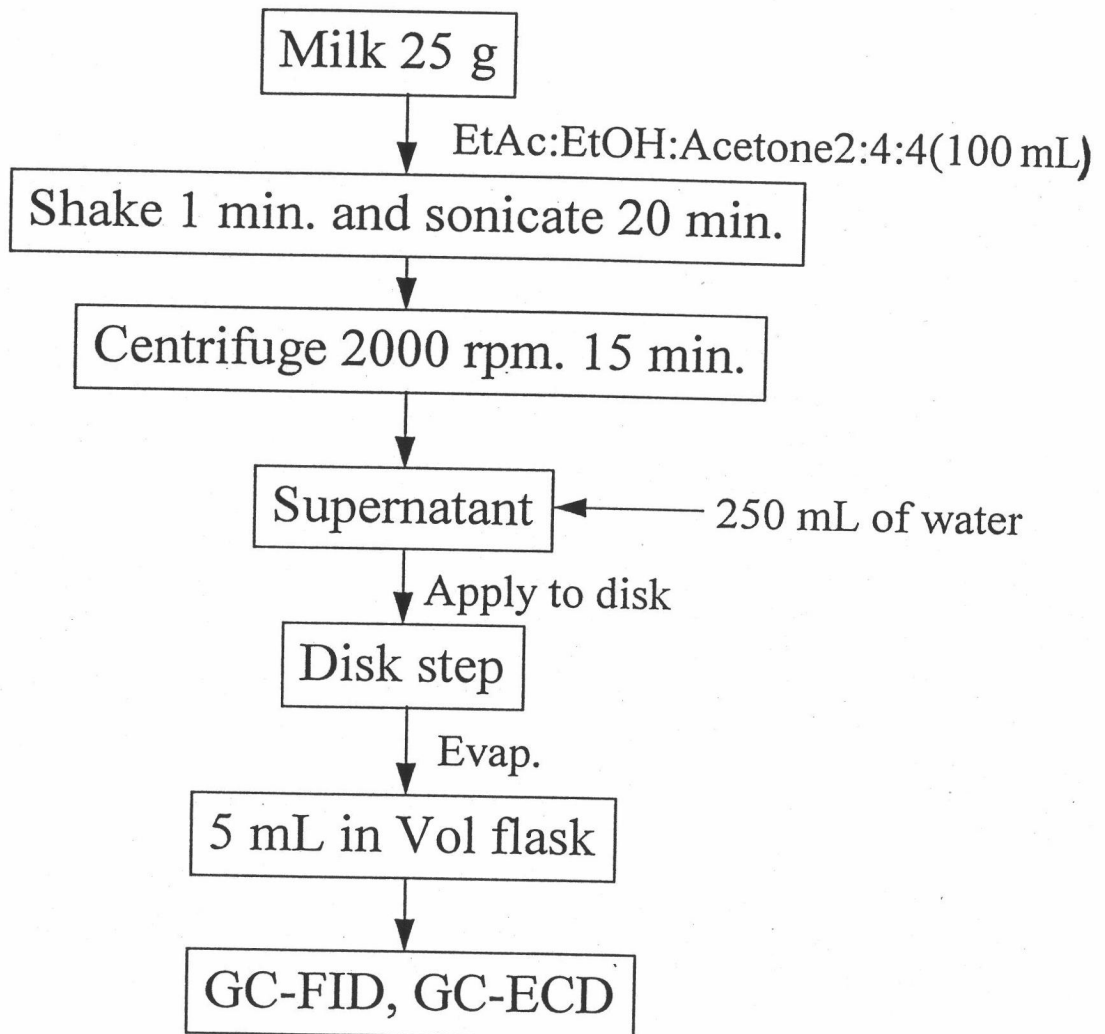 Milk 25 g
EtAc:EtOH:Acetone2:4:4(100 mL)
Shake 1 min. and sonicate 20 min.
Centrifuge 2000 rpm. 15 min.
Supernatant
250 mL of water
Apply to disk
Disk step
Evap.
5 mL in Vol flask
GC-FID, GC-ECD